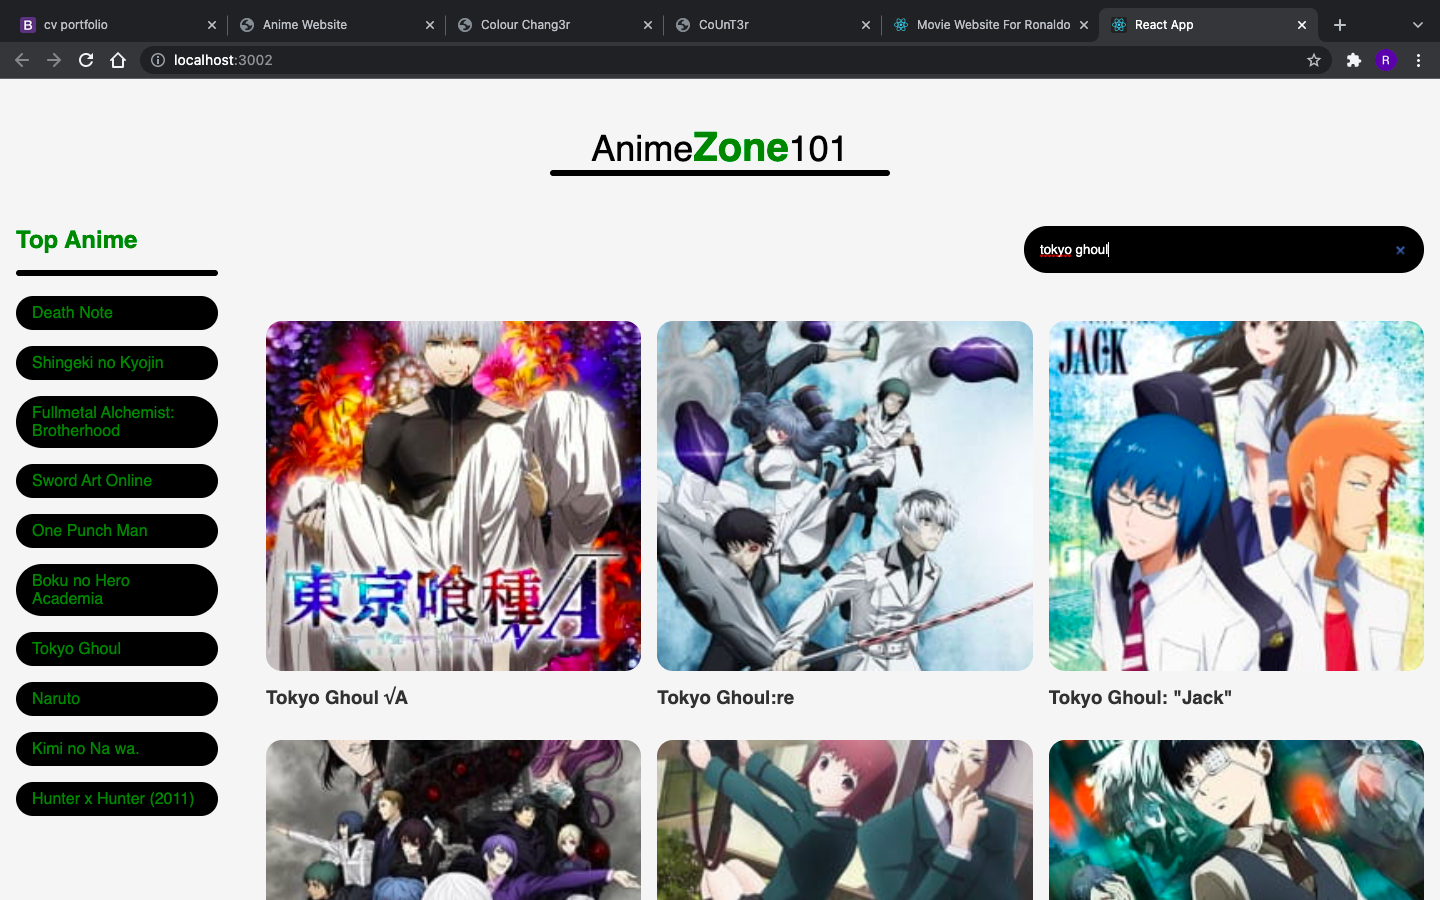 cv portfolio
Anime Website
Colour Chang3r
CoUnT3r
Movie Website For Ronaldo
React App
localhost:3002
R
AnimeZone101
Top Anime
tokyo ghoul
Death Note
Shingeki no Kyojin
Fullmetal Alchemist:
Brotherhood
Sword Art Online
One Punch Man
Boku no Hero
Academia
Tokyo Ghoul
Naruto
Kimi no Na wa.
Hunter x Hunter (2011)
東京喰種√A
JACK
Tokyo Ghoul √A
Tokyo Ghoul:re
Tokyo Ghoul: "Jack"